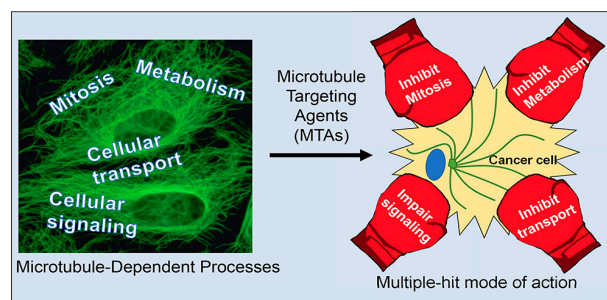 Mitosis
Metabolism
Cellular
transport
Cellular
signaling
Microtubule-Dependent Processes
Microtubule
Targeting
Agents
(MTAs)
Inhibit
Mitosis
Inhibit
Metabolism
Cancer cell
Impair
signaling
Inhibit
transport
Multiple-hit mode of action